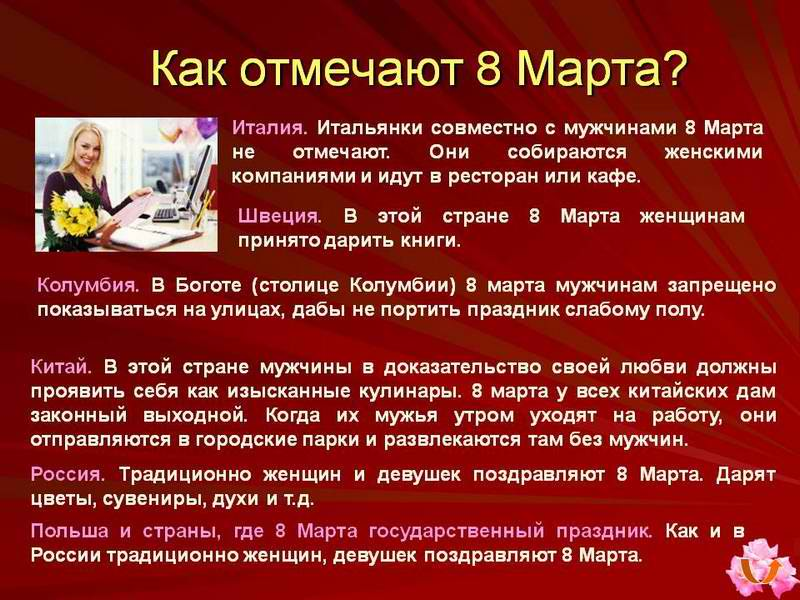 Как отмечают 8 Марта?
Италия. Итальянки совместно с мужчинами 8 Марта
не отмечают. Они собираются женскими
компаниями и идут в ресторан или кафе.
Швеция. В этой стране 8 Марта женщинам
принято дарить книги.
Колумбия. В Боготе (столице Колумбии) 8 марта мужчинам запрещено
показываться на улицах, дабы не портить праздник слабому полу.
Китай. В этой стране мужчины в доказательство своей любви должны
проявить себя как изысканные кулинары. 8 марта у всех китайских дам
законный выходной. Когда их мужья утром уходят на работу, они
отправляются в городские парки и развлекаются там без мужчин.
Россия. Традиционно женщин и девушек поздравляют 8 Марта. Дарят
цветы, сувениры, духи и т.д.
Польша и страны, где 8 Марта государственный праздник. Как и в
России традиционно женщин, девушек поздравляют 8 Марта.